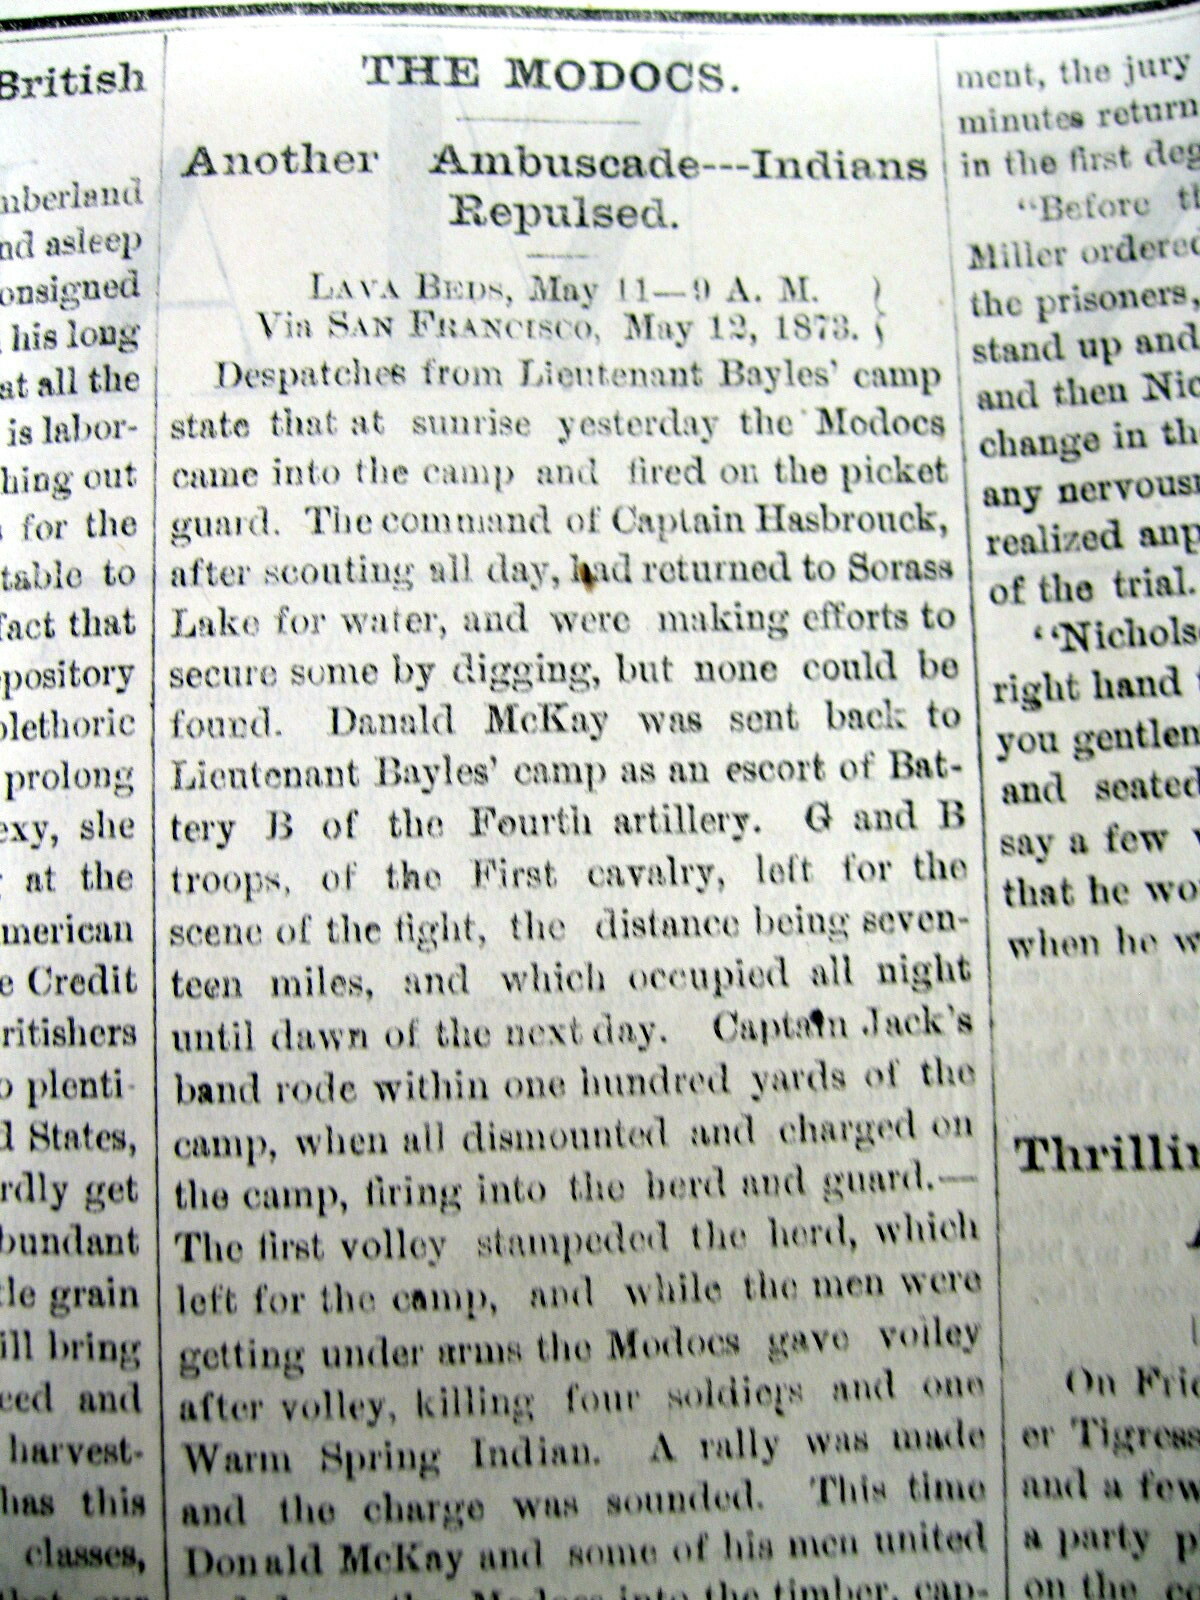 British
mberland
nd asleep
onsigned
his long
at all the
is labor-
hing out
for the
table to
fact that
pository
plethoric
prolong
exy, she
at the
merican
e Credit
ritishers
o plenti-
d States,
rdly get
bundant
tle grain
ill bring
eed and
harvest-
has this
classes,
THE MODOCS.
Another Ambuscade---Indians
Repulsed.
LAVA BEDS, May 11—9 A. M. }
Via SAN FRANCISCO, May 12, 1873. }
Despatches from Lieutenant Bayles' camp
state that at sunrise yesterday the Modocs
came into the camp and fired on the picket
guard. The command of Captain Hasbrouck,
after scouting all day, had returned to Sorass
Lake for water, and were making efforts to
secure some by digging, but none could be
found. Danald McKay was sent back to
Lieutenant Bayles' camp as an escort of Bat-
tery B of the Fourth artillery. G and B
troops, of the First cavalry, left for the
scene of the fight, the distance being seven-
teen miles, and which occupied all night
until dawn of the next day. Captain Jack's
band rode within one hundred yards of the
camp, when all dismounted and charged on
the camp, firing into the herd and guard.—
The first volley stampeded the herd, which
left for the camp, and while the men were
getting under arms the Modocs gave volley
after volley, killing four soldiers and one
Warm Spring Indian. A rally was made
and the charge was sounded. This time
Donald McKay and some of his men united
Modocs into the timber, cap-
ment, the jury
minutes return
in the first deg
"Before th
Miller ordered
the prisoners,
stand up and
and then Nic
change in the
any nervous
realized anp
of the trial.
"Nichols
right hand
you gentlem
and seated
say a few
that he wo
when he w
Thrillin
On Frid
er Tigress
and a few
a party p
on the